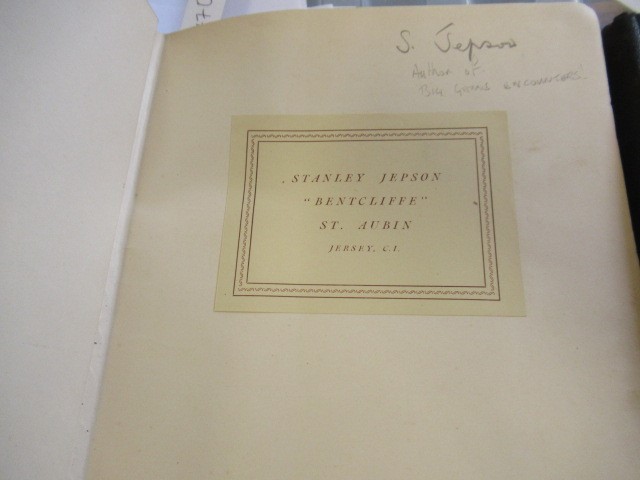 S. Jepson
Author of
Big Game encounters'
STANLEY JEPSON
"BENTCLIFFE"
ST. AUBIN
JERSEY, C.I.